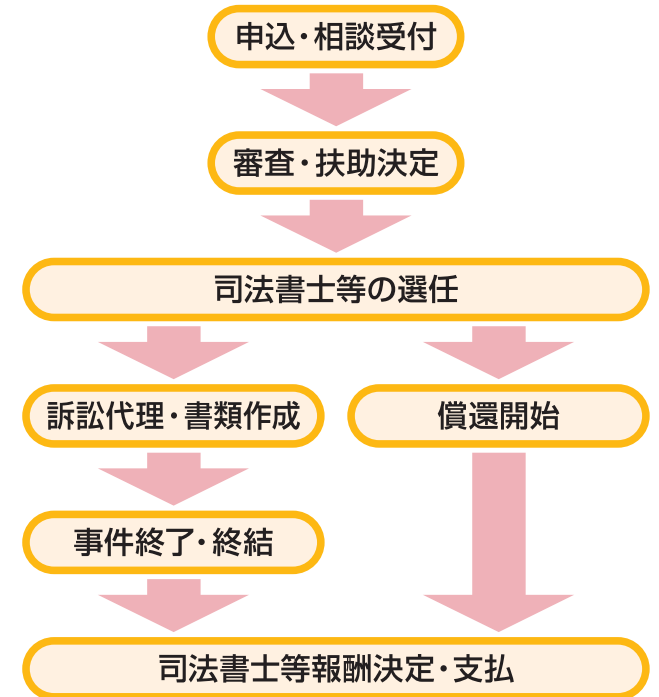 申込・相談受付
審査・扶助決定
司法書士等の選任
訴訟代理・書類作成
償還開始
事件終了・終結
司法書士等報酬決定・支払